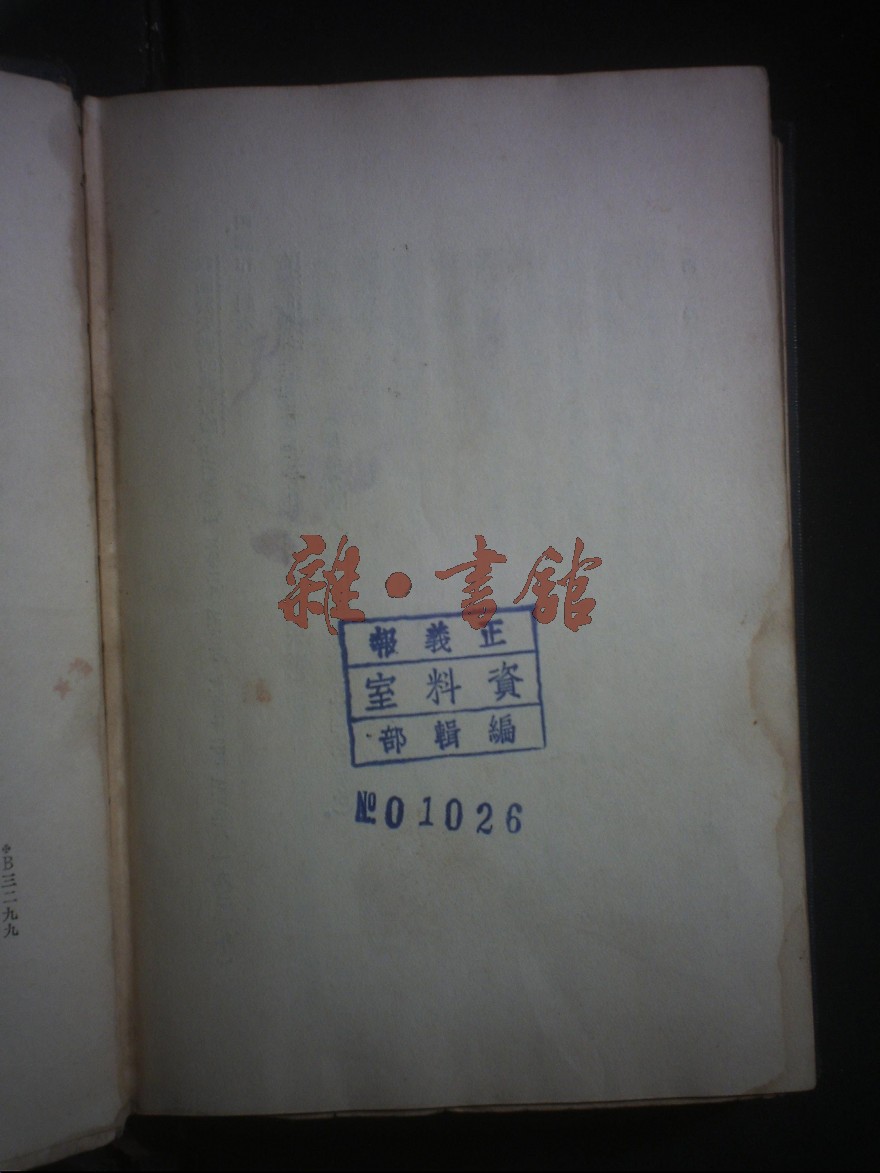 雜·書館
正義報
資料室
編輯部
№01026
*B三二九九